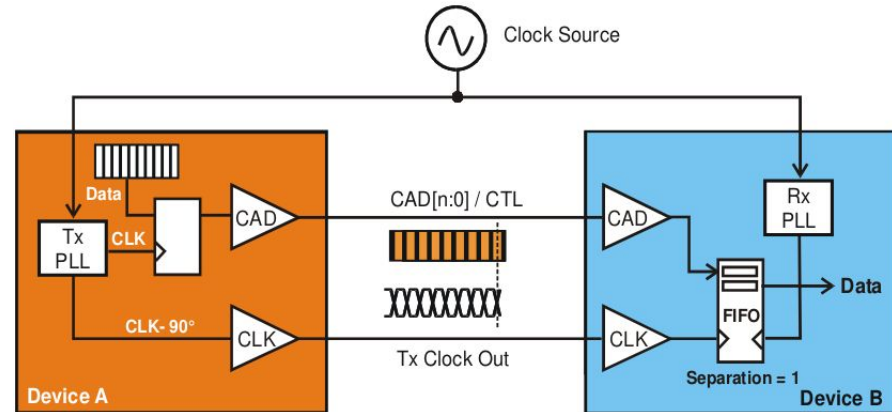 Clock Source
Data
CAD
CAD[n:0] / CTL
CAD
Rx
PLL
Tx
PLL
CLK
Data
FIFO
CLK- 90°
CLK
Tx Clock Out
CLK
Separation = 1
Device A
Device B